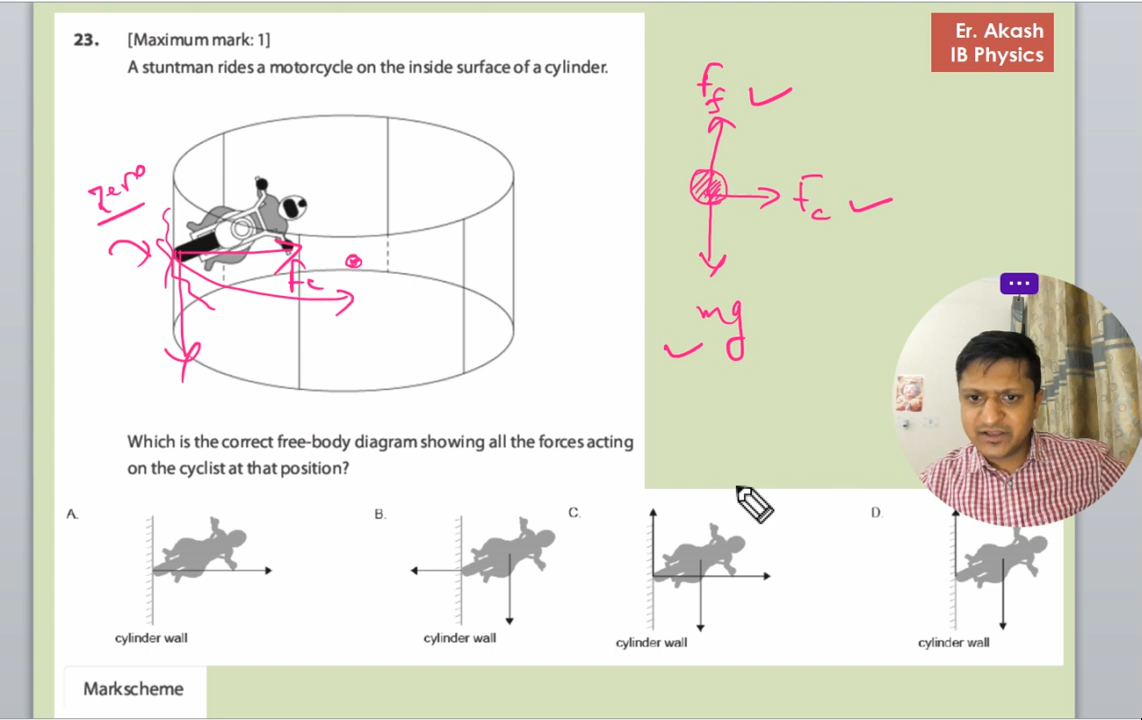 23. [Maximum mark: 1]
A stuntman rides a motorcycle on the inside surface of a cylinder.
Er. Akash
IB Physics
Ff
Fc
mg
zero
Fc
Which is the correct free-body diagram showing all the forces acting
on the cyclist at that position?
A.
B.
C.
D.
cylinder wall
cylinder wall
cylinder wall
cylinder wall
Markscheme